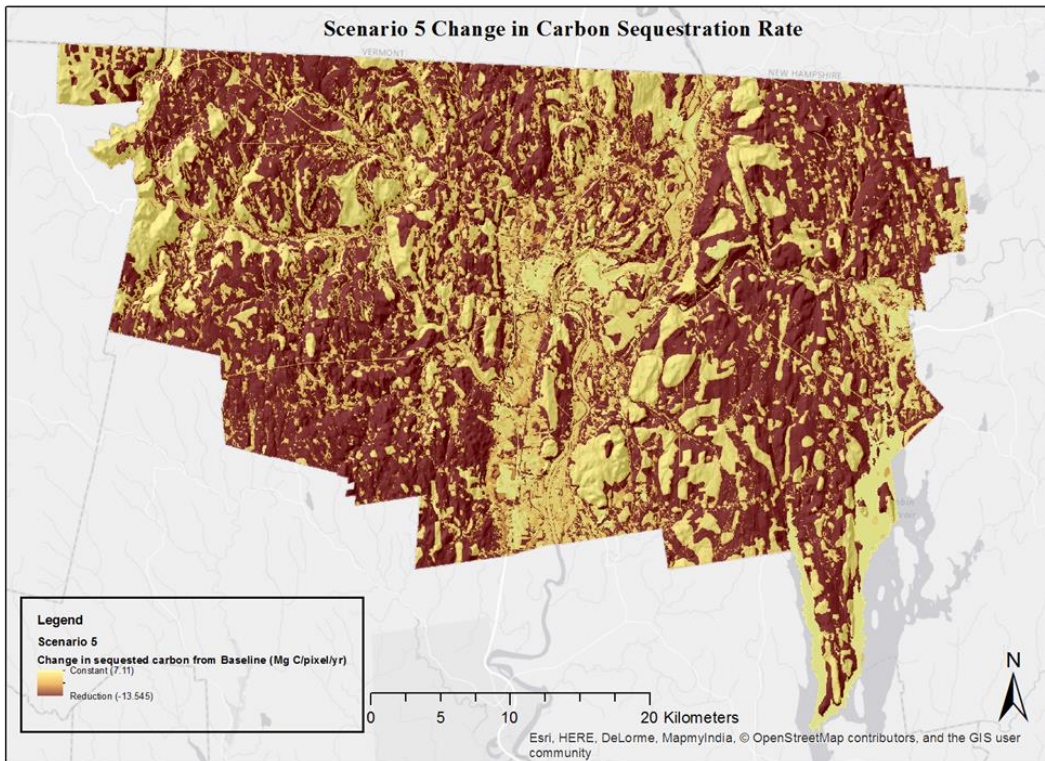 Scenario 5 Change in Carbon Sequestration Rate
VERMONT
NEW HAMPSHIRE
Legend
Scenario 5
Change in sequested carbon from Baseline (Mg C/pixel/yr)
Constant (7.11)
Reduction (-13.545)
0 5 10 20 Kilometers
N
Esri, HERE, DeLorme, MapmyIndia, © OpenStreetMap contributors, and the GIS user
community